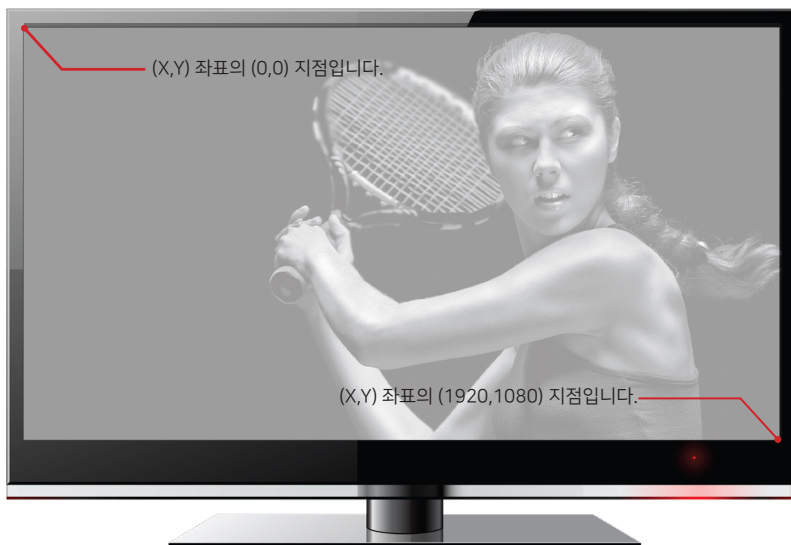 (X,Y) 좌표의 (0,0) 지점입니다.
(X,Y) 좌표의 (1920,1080) 지점입니다.